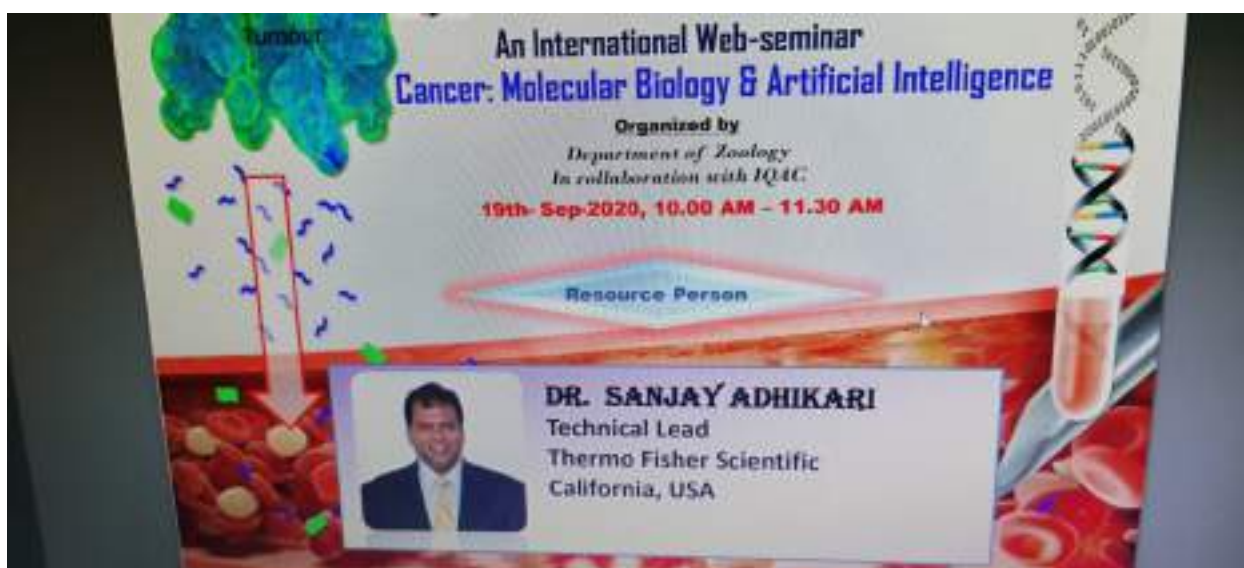 Tumour
An International Web-seminar
Cancer: Molecular Biology & Artificial Intelligence
Organized by
Department of Zoology
In collaboration with IQAC
19th- Sep-2020, 10.00 AM – 11.30 AM
Resource Person
DR. SANJAY ADHIKARI
Technical Lead
Thermo Fisher Scientific
California, USA